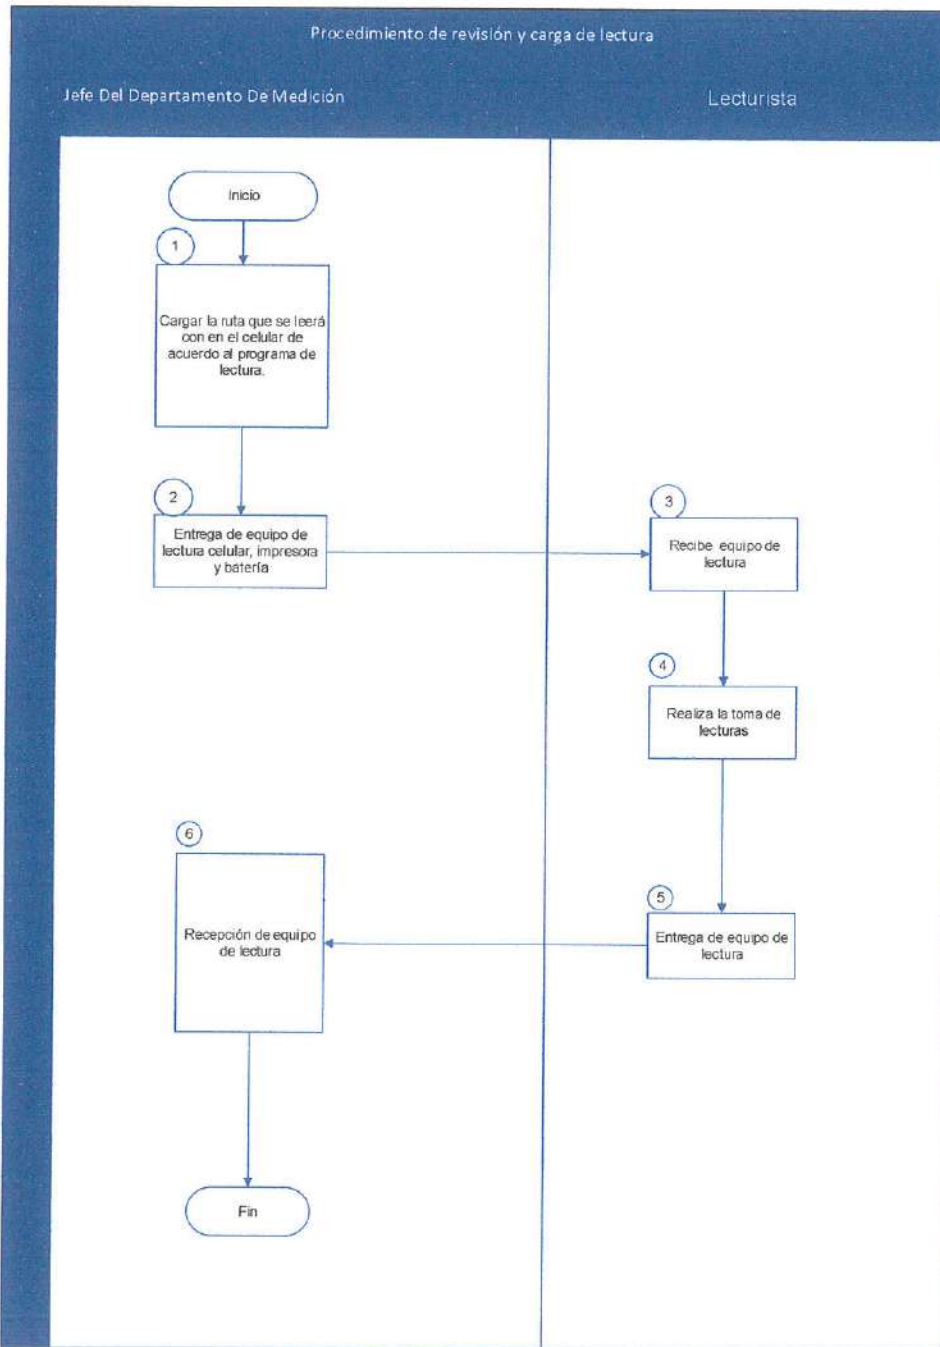 Procedimiento de revisión y carga de lectura
Jefe Del Departamento De Medición
Lecturista
Inicio
1
Cargar la ruta que se leerá
con en el celular de
acuerdo al programa de
lectura.
2
Entrega de equipo de
lectura celular, impresora
y batería
3
Recibe equipo de
lectura
4
Realiza la toma de
lecturas
5
Entrega de equipo de
lectura
6
Recepción de equipo
de lectura
Fin